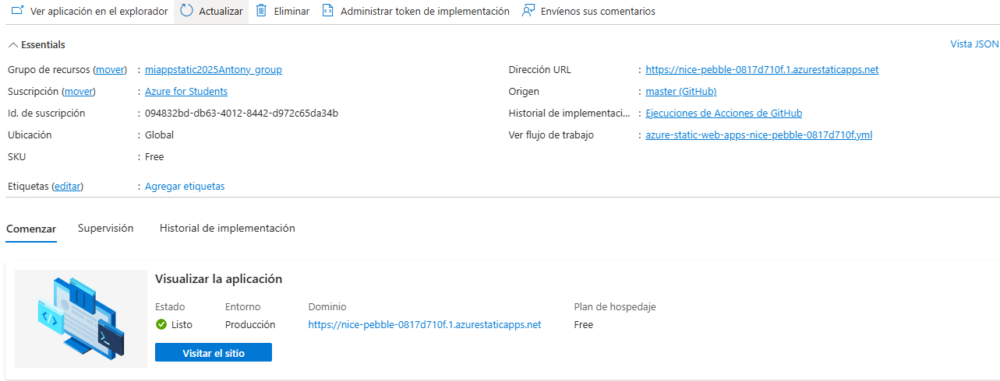 Ver aplicación en el explorador Actualizar Eliminar Administrar token de implementación Envíenos sus comentarios
Essentials Vista JSON
Grupo de recursos (mover) : miappstatic2025Antony_group
Suscripción (mover) : Azure for Students
Id. de suscripción : 094832bd-db63-4012-8442-d972c65da34b
Ubicación : Global
SKU : Free
Etiquetas (editar) : Agregar etiquetas
Dirección URL : https://nice-pebble-0817d710f.1.azurestaticapps.net
Origen : master (GitHub)
Historial de implementaci... : Ejecuciones de Acciones de GitHub
Ver flujo de trabajo : azure-static-web-apps-nice-pebble-0817d710f.yml
Comenzar Supervisión Historial de implementación
Visualizar la aplicación
Estado Entorno Dominio Plan de hospedaje
Listo Producción https://nice-pebble-0817d710f.1.azurestaticapps.net Free
Visitar el sitio